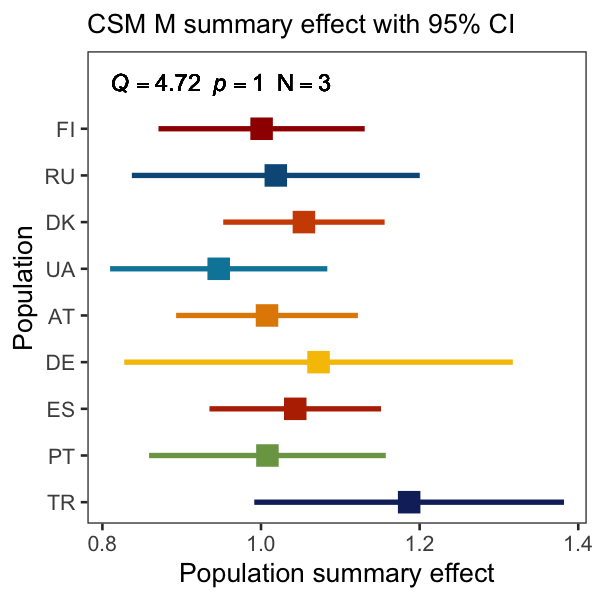 CSM M summary effect with 95% CI
Q = 4.72 p = 1 N = 3
FI
RU
DK
UA
AT
DE
ES
PT
TR
Population
0.8 1.0 1.2 1.4
Population summary effect